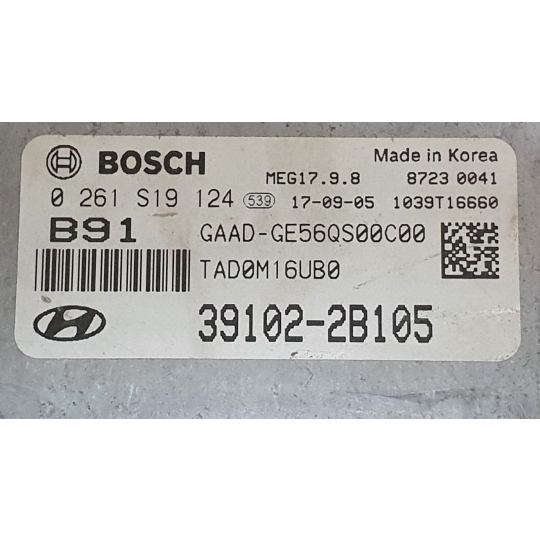 BOSCH
Made in Korea
MEG17.9.8 8723 0041
0 261 S19 124 539 17-09-05 1039T16660
B91 GAAD-GE56QS00C00
TAD0M16UB0
39102-2B105